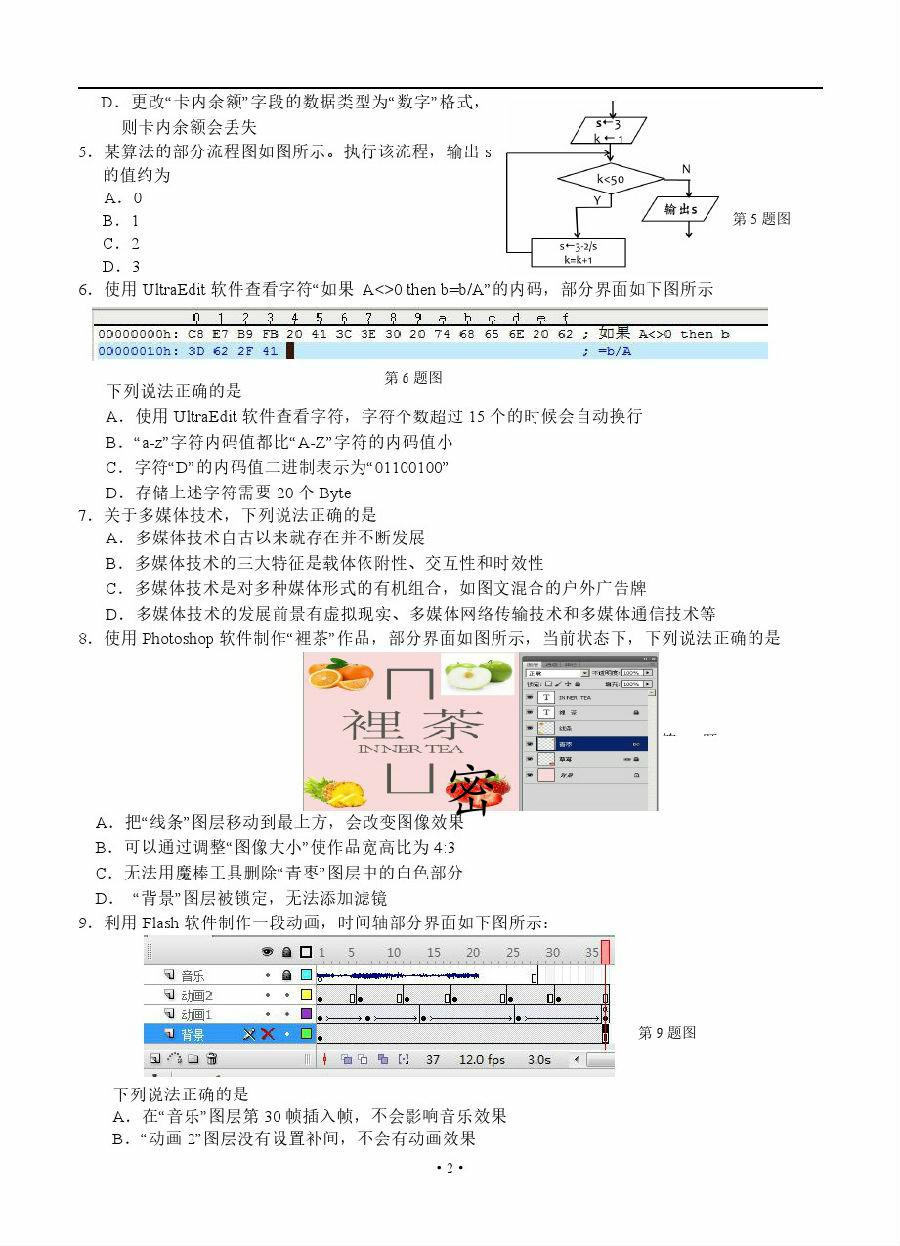 D．更改“卡内余额”字段的数据类型为“数字”格式，
则卡内余额会丢失
5．某算法的部分流程图如图所示。执行该流程，输出 s
的值约为
A．0
B．1
C．2
D．3
s←3
k←1
k<50
N
Y
输出s
s←3-2/s
k=k+1
第 5 题图
6．使用 UltraEdit 软件查看字符“如果 A<>0 then b=b/A”的内码，部分界面如下图所示
0 1 2 3 4 5 6 7 8 9 a b c d e f
00000000h: C8 E7 B9 FB 20 41 3C 3E 30 20 74 68 65 6E 20 62 ; 如果 A<>0 then b
00000010h: 3D 62 2F 41 ; =b/A
第 6 题图
下列说法正确的是
A．使用 UltraEdit 软件查看字符，字符个数超过 15 个的时候会自动换行
B．“a-z”字符内码值都比“A-Z”字符的内码值小
C．字符“D”的内码值二进制表示为“01100100”
D．存储上述字符需要 20 个 Byte
7．关于多媒体技术，下列说法正确的是
A．多媒体技术自古以来就存在并不断发展
B．多媒体技术的三大特征是载体依附性、交互性和时效性
C．多媒体技术是对多种媒体形式的有机组合，如图文混合的户外广告牌
D．多媒体技术的发展前景有虚拟现实、多媒体网络传输技术和多媒体通信技术等
8．使用 Photoshop 软件制作“裡茶”作品，部分界面如图所示，当前状态下，下列说法正确的是
裡 茶
INNER TEA
密
正常 不透明度: 100%
锁定: 填充: 100%
INNER TEA
裡 茶
线条
青枣
草莓
背景
A．把“线条”图层移动到最上方，会改变图像效果
B．可以通过调整“图像大小”使作品宽高比为 4:3
C．无法用魔棒工具删除“青枣”图层中的白色部分
D． “背景”图层被锁定，无法添加滤镜
9．利用 Flash 软件制作一段动画，时间轴部分界面如下图所示：
1 5 10 15 20 25 30 35
音乐
动画2
动画1
背景
37 12.0 fps 3.0s
第 9 题图
下列说法正确的是
A．在“音乐”图层第 30 帧插入帧，不会影响音乐效果
B．“动画 2”图层没有设置补间，不会有动画效果
· 2 ·